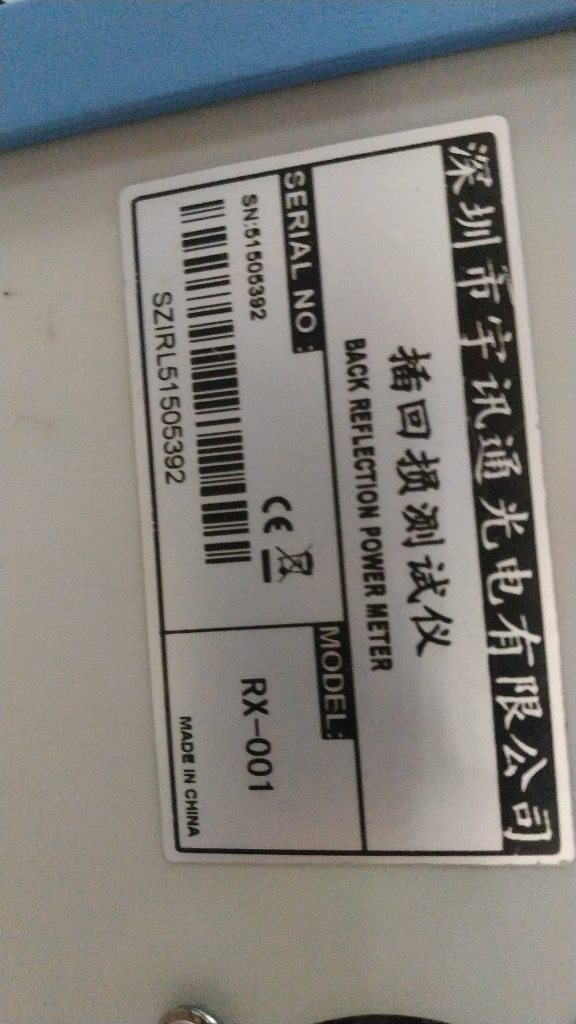 深圳市宇讯通光电有限公司
插回损测试仪
BACK REFLECTION POWER METER
SERIAL NO:
SN:51505392
SZIRL51505392
CE
MODEL:
RX-001
MADE IN CHINA